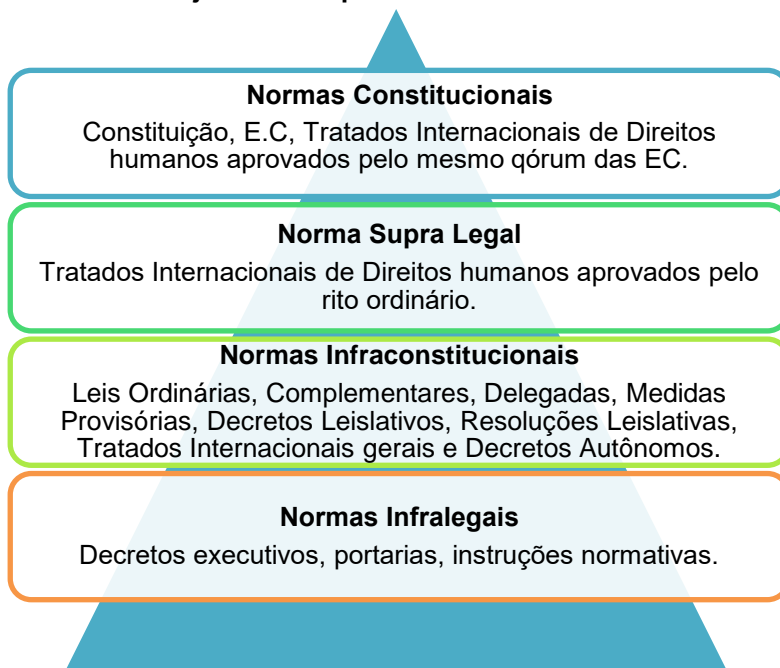 Normas Constitucionais
Constituição, E.C, Tratados Internacionais de Direitos
humanos aprovados pelo mesmo qórum das EC.
Norma Supra Legal
Tratados Internacionais de Direitos humanos aprovados pelo
rito ordinário.
Normas Infraconstitucionais
Leis Ordinárias, Complementares, Delegadas, Medidas
Provisórias, Decretos Leislativos, Resoluções Leislativas,
Tratados Internacionais gerais e Decretos Autônomos.
Normas Infralegais
Decretos executivos, portarias, instruções normativas.